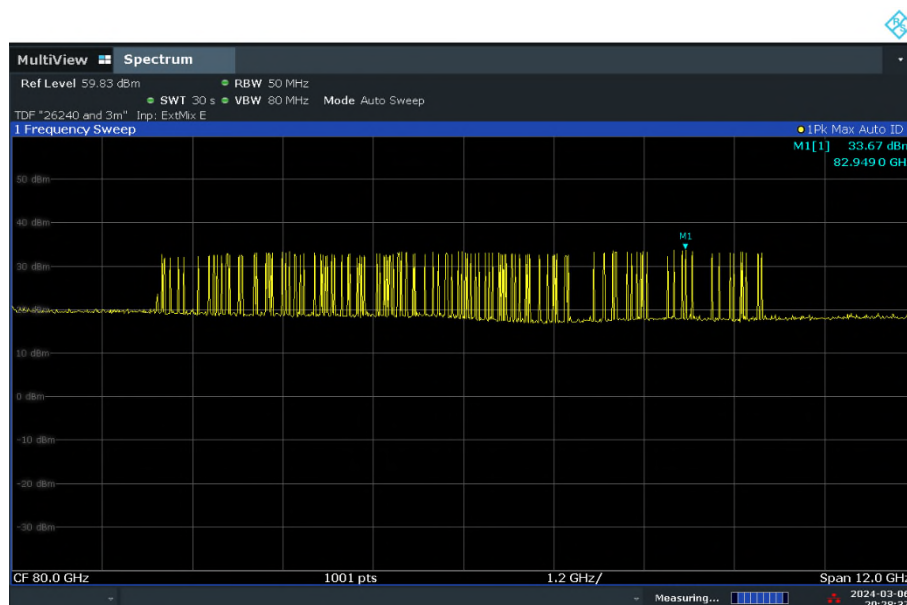 R&S
MultiView Spectrum
Ref Level 59.83 dBm RBW 50 MHz
SWT 30 s VBW 80 MHz Mode Auto Sweep
TDF "26240 and 3m" Inp: ExtMix E
1 Frequency Sweep 1Pk Max Auto ID
M1[1] 33.67 dBm
82.9490 GH
50 dBm
40 dBm
M1
30 dBm
10 dBm
0 dBm
-10 dBm
-20 dBm
-30 dBm
CF 80.0 GHz 1001 pts 1.2 GHz/ Span 12.0 GHz
Measuring... 2024-03-06